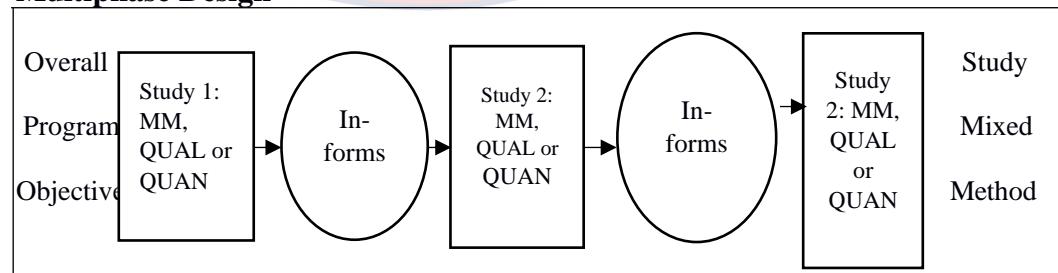 Multiphase Design
Overall
Program
Objective
Study 1:
MM,
QUAL or
QUAN
In-
forms
Study 2:
MM,
QUAL or
QUAN
In-
forms
Study
2: MM,
QUAL
or
QUAN
Study
Mixed
Method